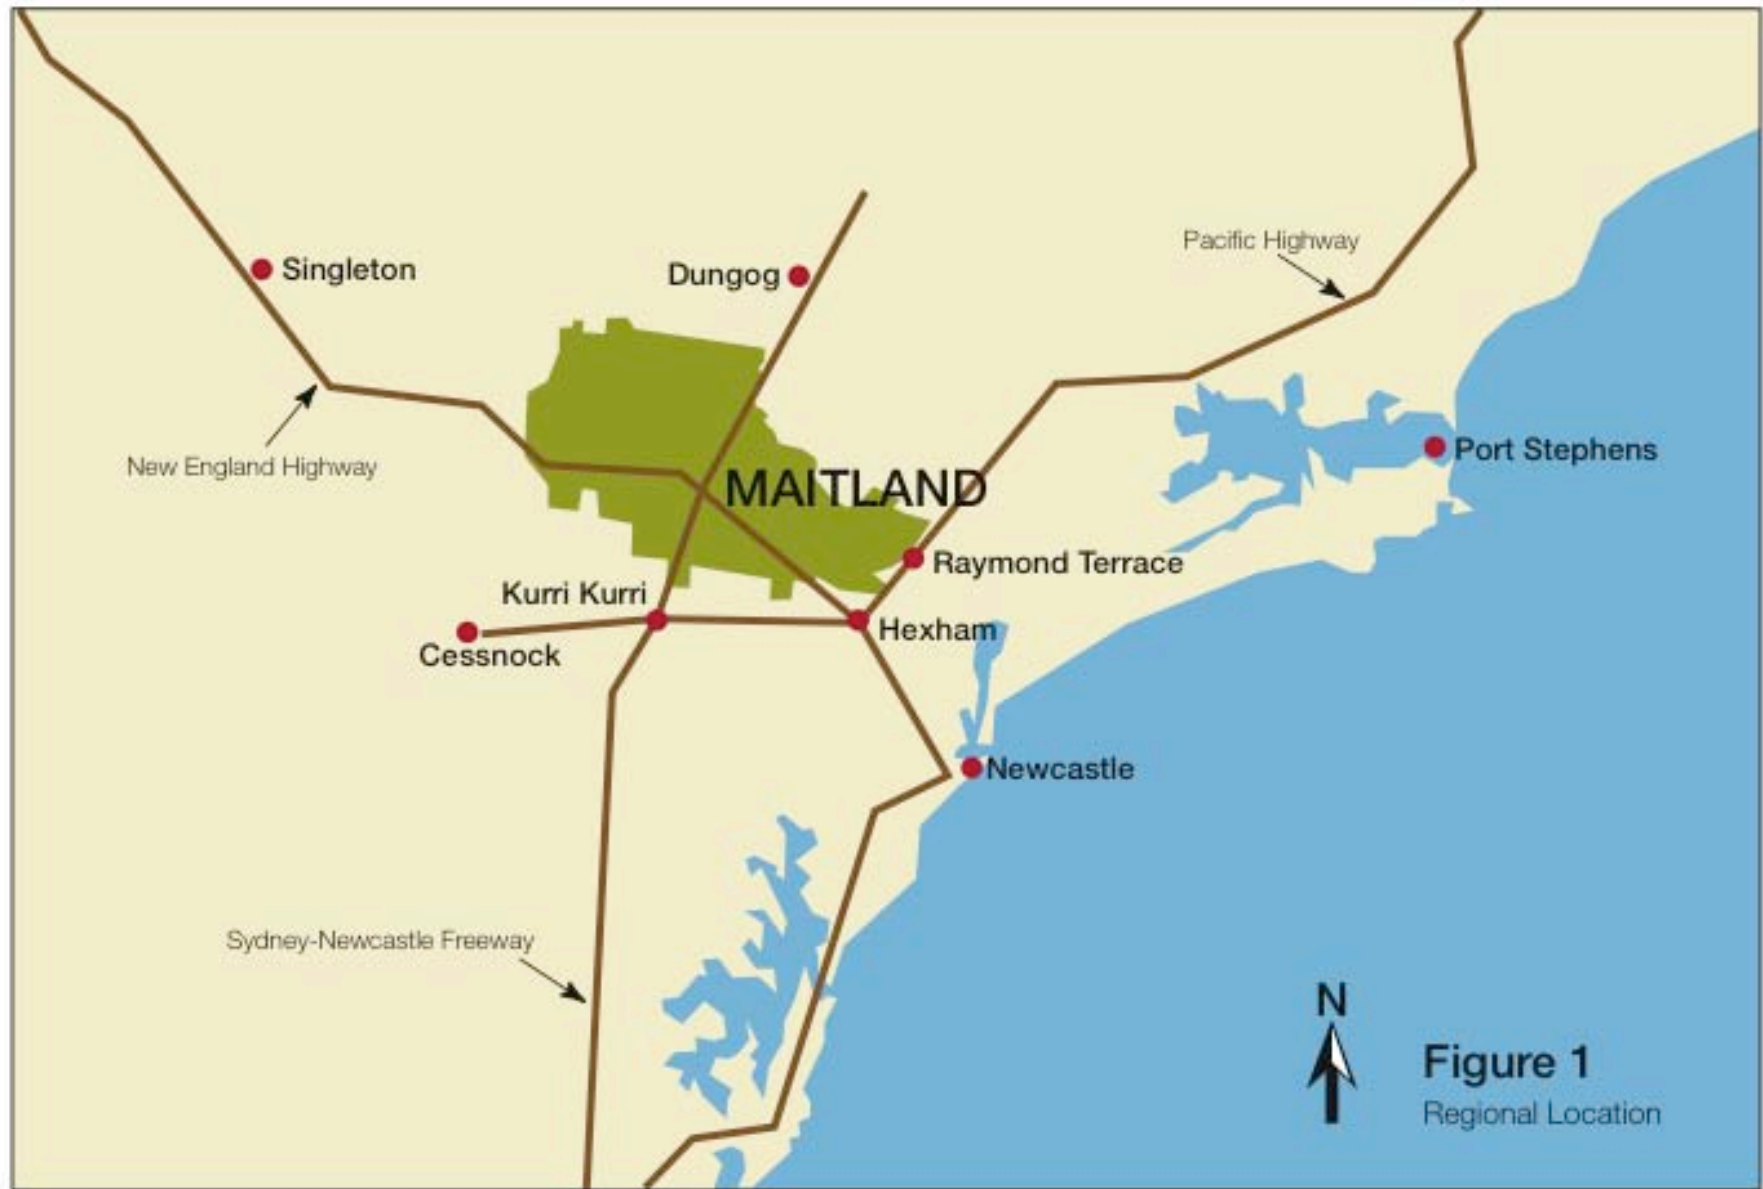 Pacific Highway
Singleton
Dungog
New England Highway
MAITLAND
Port Stephens
Raymond Terrace
Kurri Kurri
Hexham
Cessnock
Newcastle
Sydney-Newcastle Freeway
N
Figure 1
Regional Location